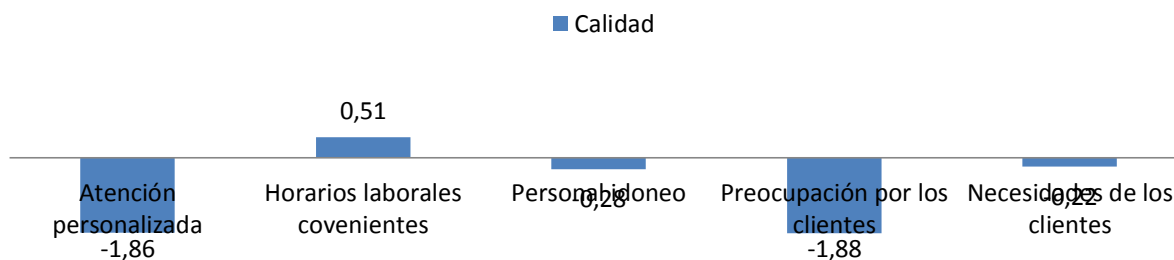 Calidad
0,51
Atención
personalizada
-1,86
Horarios laborales
covenientes
Personal idoneo
-0,28
Preocupación por los
clientes
-1,88
Necesidades de los
clientes
-0,22